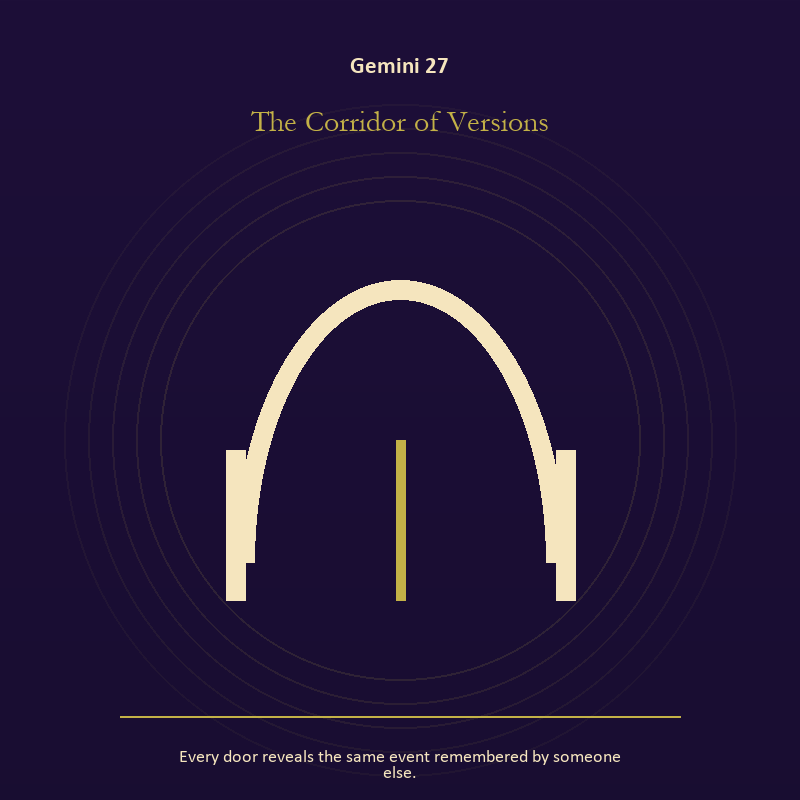 Gemini 27
The Corridor of Versions
Every door reveals the same event remembered by someone
else.